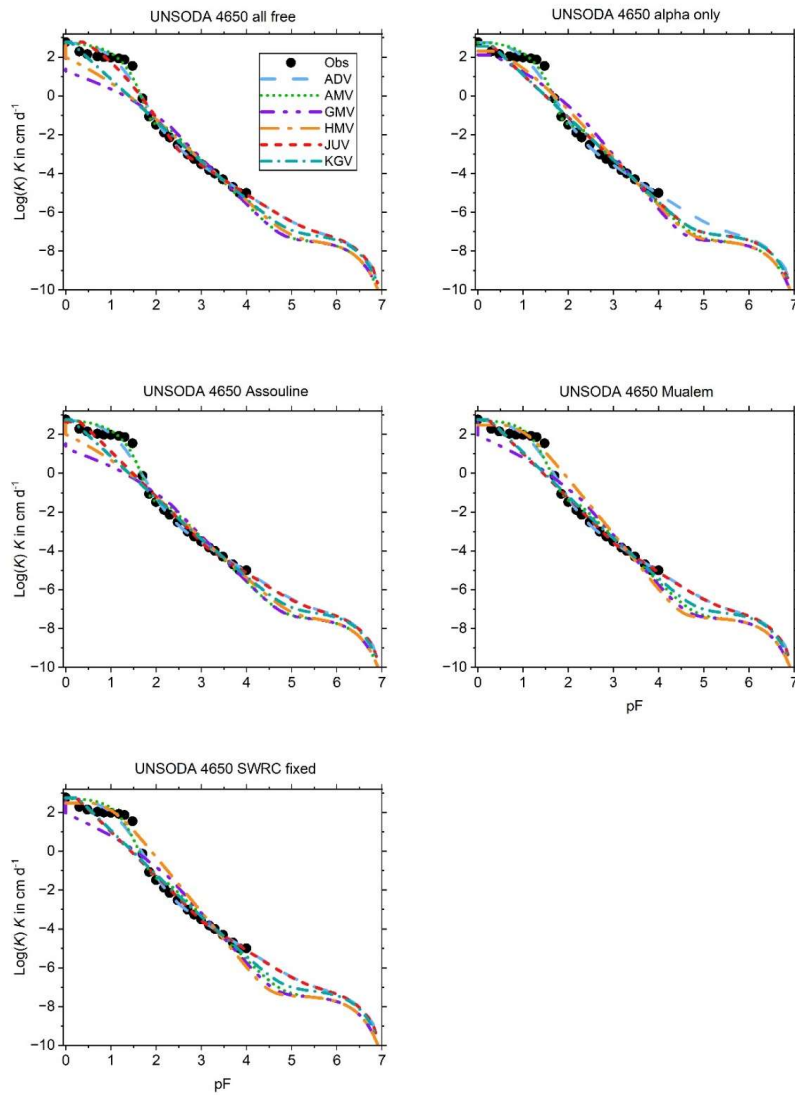 UNSODA 4650 all free
2
0
−2
−4
−6
−8
−10
Log(K) K in cm d⁻¹
Obs
ADV
AMV
GMV
HMV
JUV
KGV
0 1 2 3 4 5 6 7
UNSODA 4650 alpha only
2
0
−2
−4
−6
−8
−10
0 1 2 3 4 5 6 7
UNSODA 4650 Assouline
2
0
−2
−4
−6
−8
−10
Log(K) K in cm d⁻¹
0 1 2 3 4 5 6 7
UNSODA 4650 Mualem
2
0
−2
−4
−6
−8
−10
0 1 2 3 4 5 6 7
pF
UNSODA 4650 SWRC fixed
2
0
−2
−4
−6
−8
−10
Log(K) K in cm d⁻¹
0 1 2 3 4 5 6 7
pF